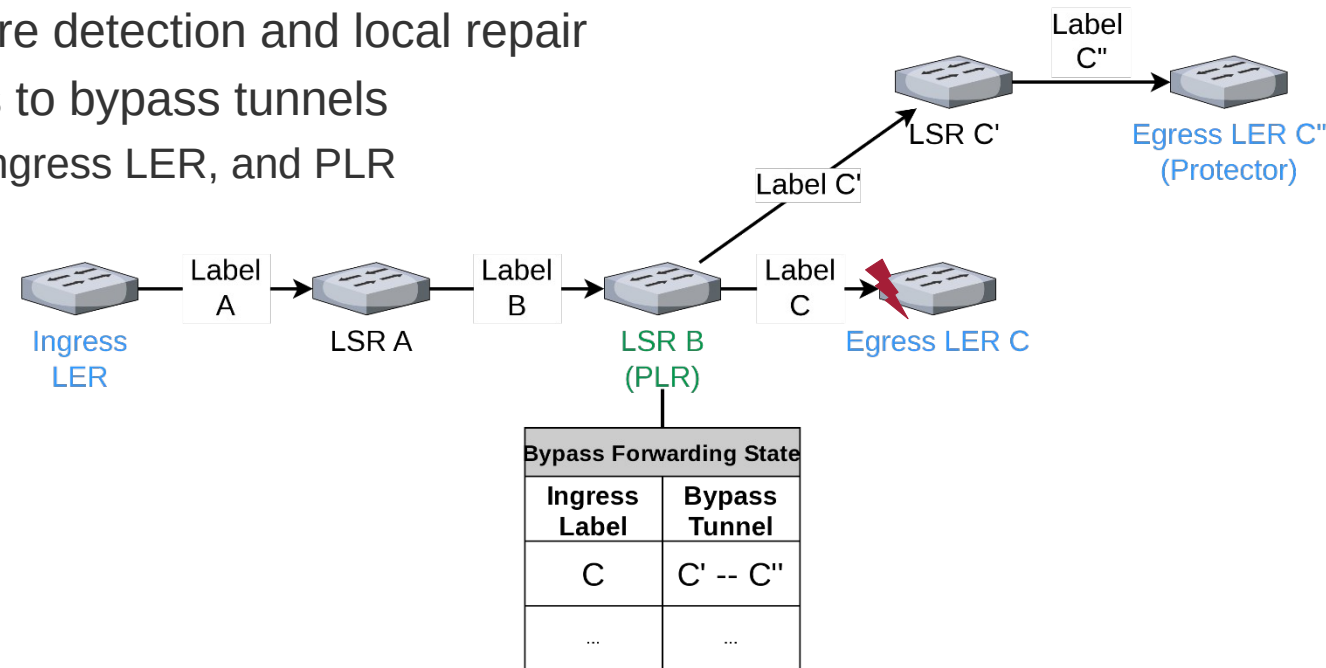 re detection and local repair
to bypass tunnels
ngress LER, and PLR
Label
C"
LSR C'
Egress LER C"
(Protector)
Label C'
Label
A
Label
B
Label
C
Ingress
LER
LSR A
LSR B
(PLR)
Egress LER C
Bypass Forwarding State
Ingress
Label
Bypass
Tunnel
C
C' -- C"
...
...